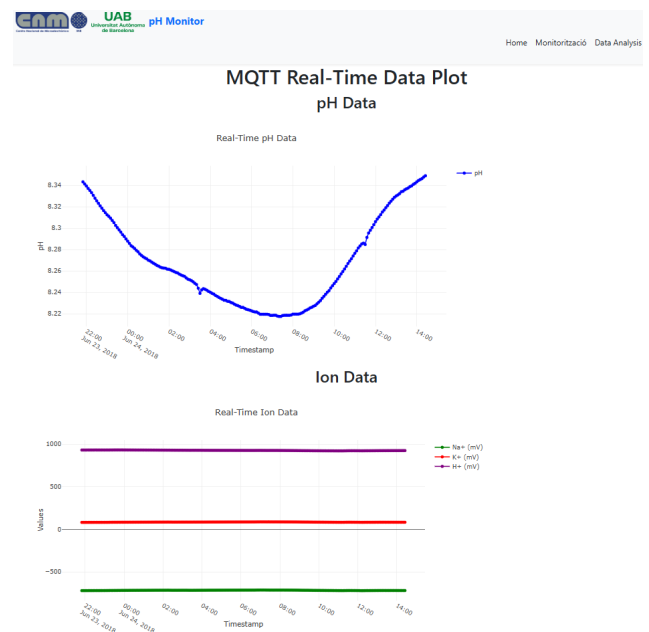 CNM
Centro Nacional de Microelectrónica
UAB
Universitat Autònoma
de Barcelona
pH Monitor
Home Monitorització Data Analysis
MQTT Real-Time Data Plot
pH Data
Real-Time pH Data
pH
8.34
8.32
8.3
8.28
8.26
8.24
8.22
pH
22:00
Jun 23, 2018
00:00
Jun 24, 2018
02:00
04:00
06:00
08:00
10:00
12:00
14:00
Timestamp
Ion Data
Real-Time Ion Data
Na+ (mV)
K+ (mV)
H+ (mV)
1000
500
0
−500
Values
22:00
Jun 23, 2018
00:00
Jun 24, 2018
02:00
04:00
06:00
08:00
10:00
12:00
14:00
Timestamp